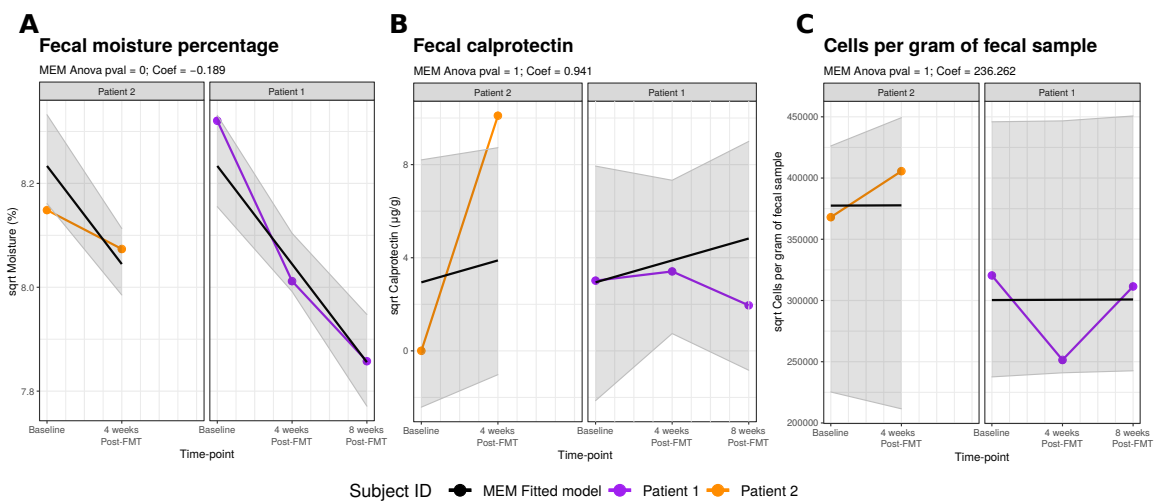 A
Fecal moisture percentage
MEM Anova pval = 0; Coef = −0.189
Patient 2
Patient 1
sqrt Moisture (%)
8.2
8.0
7.8
Baseline
4 weeks
Post-FMT
Baseline
4 weeks
Post-FMT
8 weeks
Post-FMT
Time-point
B
Fecal calprotectin
MEM Anova pval = 1; Coef = 0.941
Patient 2
Patient 1
sqrt Calprotectin (µg/g)
8
4
0
Baseline
4 weeks
Post-FMT
Baseline
4 weeks
Post-FMT
8 weeks
Post-FMT
Time-point
C
Cells per gram of fecal sample
MEM Anova pval = 1; Coef = 236.262
Patient 2
Patient 1
sqrt Cells per gram of fecal sample
450000
400000
350000
300000
250000
200000
Baseline
4 weeks
Post-FMT
Baseline
4 weeks
Post-FMT
8 weeks
Post-FMT
Time-point
Subject ID MEM Fitted model Patient 1 Patient 2